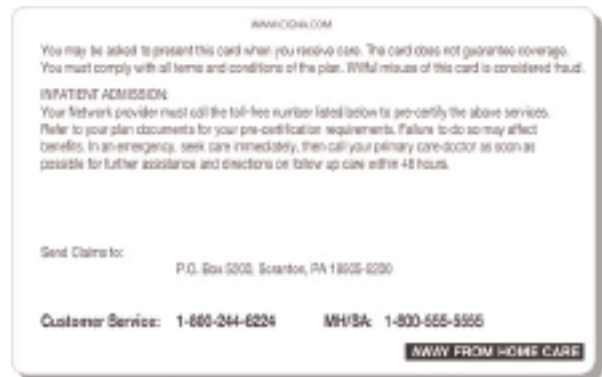 WWW.CIGNA.COM
You may be asked to present this card when you receive care. The card does not guarantee coverage.
You must comply with all terms and conditions of the plan. Willful misuse of this card is considered fraud.
INPATIENT ADMISSION:
Your Network provider must call the toll-free number listed below to pre-certify the above services.
Refer to your plan documents for your pre-certification requirements. Failure to do so may affect
benefits. In an emergency, seek care immediately, then call your primary care doctor as soon as
possible for further assistance and directions on follow up care within 48 hours.
Send Claims to:
P.O. Box 5200, Scranton, PA
Customer Service: 1-800-244-6224 MH/SA: 1-800-555-5555
AWAY FROM HOME CARE